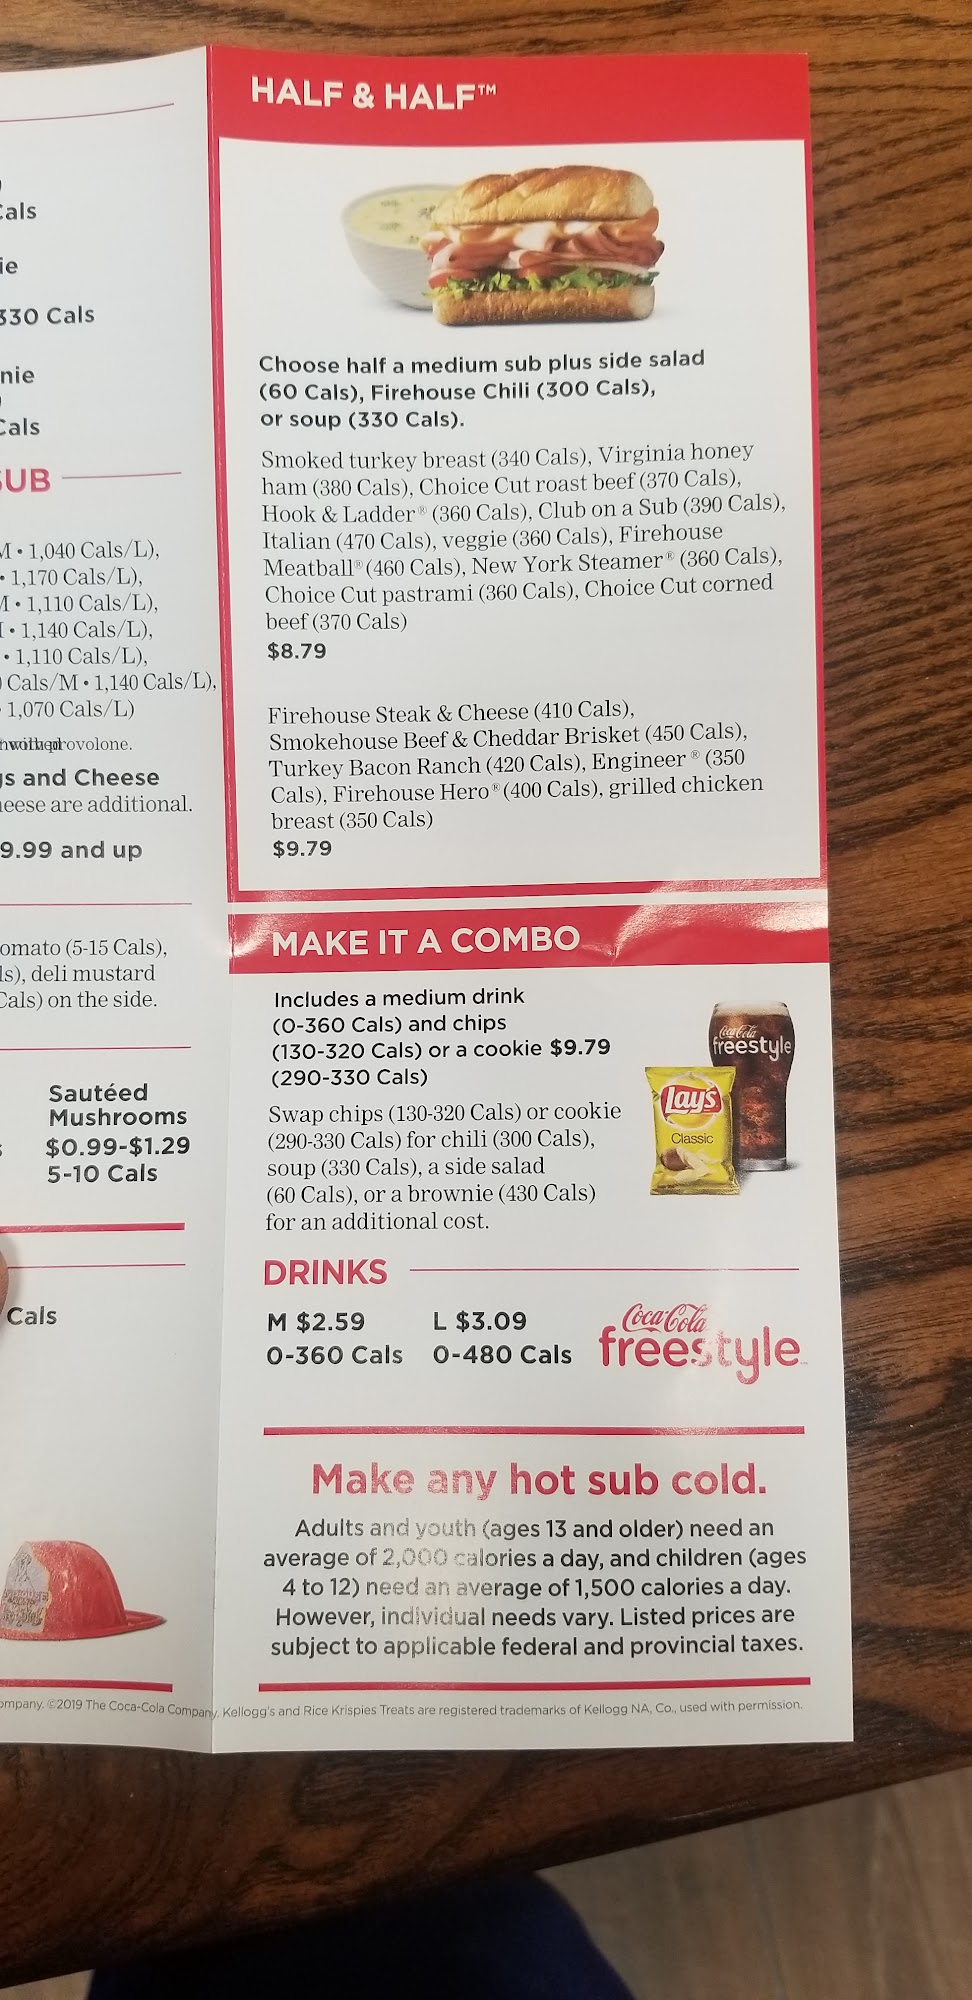 Cals
330 Cals
Cals
SUB
1,040 Cals/L),
• 1,170 Cals/L),
M • 1,110 Cals/L),
• 1,140 Cals/L),
• 1,110 Cals/L),
Cals/M • 1,140 Cals/L),
1,070 Cals/L)
provolone.
and Cheese
are additional.
9.99 and up
(5-15 Cals),
deli mustard
Cals) on the side.
Sautéed
Mushrooms
$0.99-$1.29
5-10 Cals
Cals
HALF & HALF™
Choose half a medium sub plus side salad
(60 Cals), Firehouse Chili (300 Cals),
or soup (330 Cals).
Smoked turkey breast (340 Cals), Virginia honey
ham (380 Cals), Choice Cut roast beef (370 Cals),
Hook & Ladder® (360 Cals), Club on a Sub (390 Cals),
Italian (470 Cals), veggie (360 Cals), Firehouse
Meatball® (460 Cals), New York Steamer® (360 Cals),
Choice Cut pastrami (360 Cals), Choice Cut corned
beef (370 Cals)
$8.79
Firehouse Steak & Cheese (410 Cals),
Smokehouse Beef & Cheddar Brisket (450 Cals),
Turkey Bacon Ranch (420 Cals), Engineer® (350
Cals), Firehouse Hero® (400 Cals), grilled chicken
breast (350 Cals)
$9.79
MAKE IT A COMBO
Includes a medium drink
(0-360 Cals) and chips
(130-320 Cals) or a cookie $9.79
(290-330 Cals)
Coca-Cola
freestyle
Lay's
Classic
Swap chips (130-320 Cals) or cookie
(290-330 Cals) for chili (300 Cals),
soup (330 Cals), a side salad
(60 Cals), or a brownie (430 Cals)
for an additional cost.
DRINKS
M $2.59 L $3.09
0-360 Cals 0-480 Cals
Coca-Cola
freestyle
Make any hot sub cold.
Adults and youth (ages 13 and older) need an
average of 2,000 calories a day, and children (ages
4 to 12) need an average of 1,500 calories a day.
However, individual needs vary. Listed prices are
subject to applicable federal and provincial taxes.
©2019 The Coca-Cola Company. Kellogg's and Rice Krispies Treats are registered trademarks of Kellogg NA, Co., used with permission.